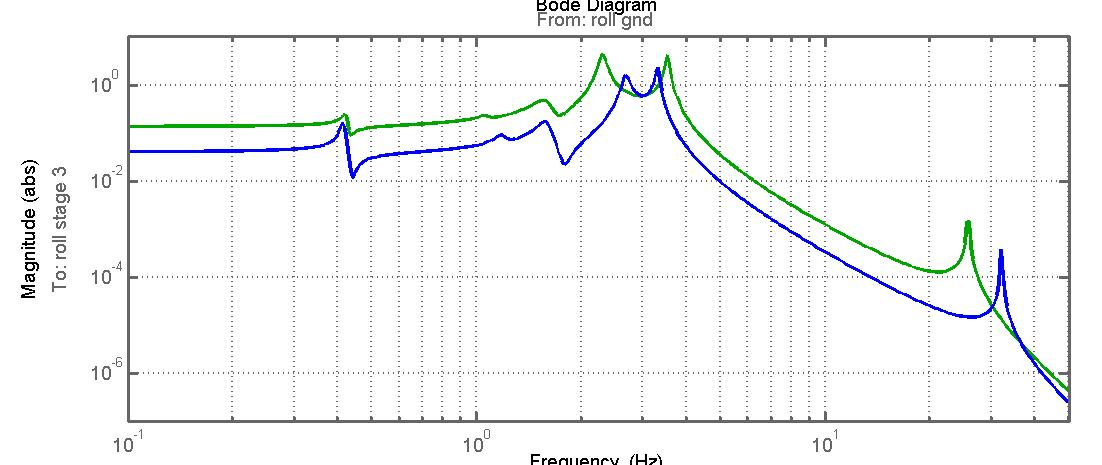 Bode Diagram
From: roll gnd
Magnitude (abs)
To: roll stage 3
10^0
10^-2
10^-4
10^-6
10^-1
10^0
10^1
Frequency (Hz)